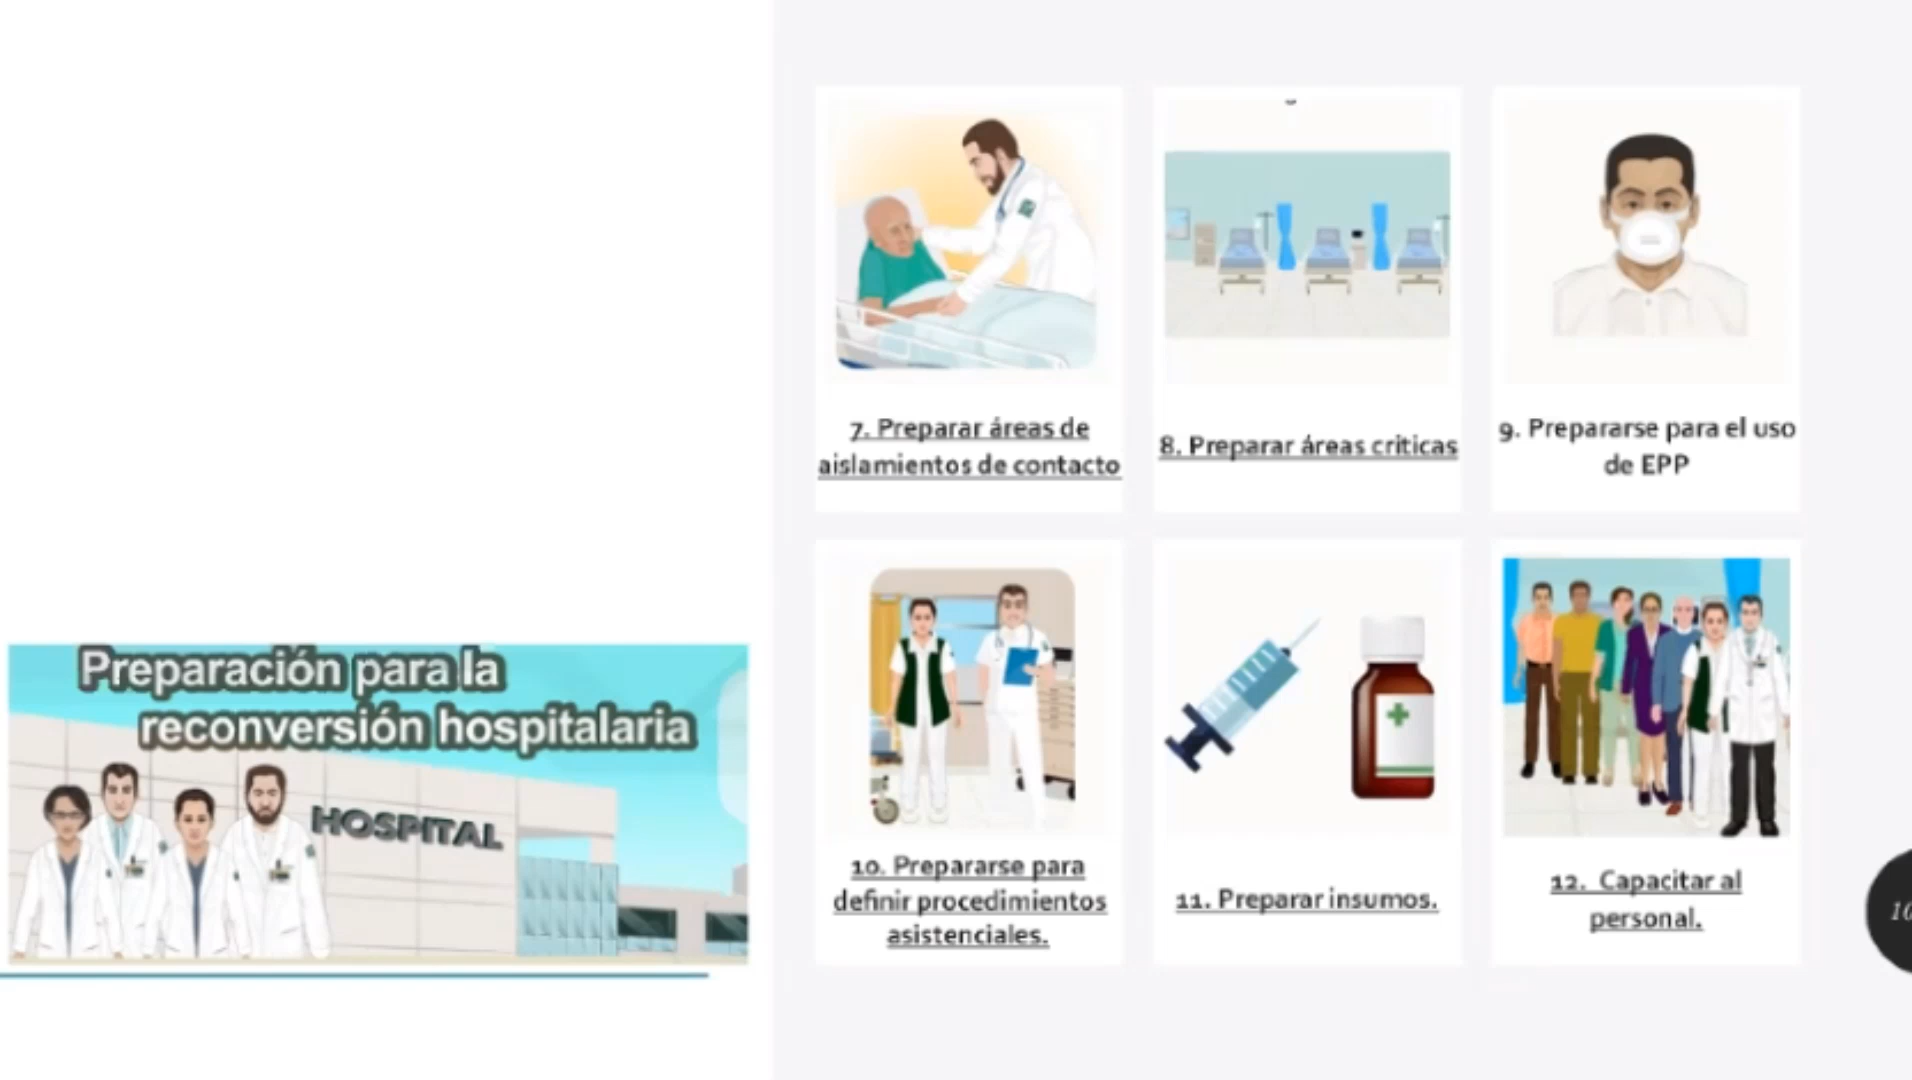 Preparación para la
reconversión hospitalaria
HOSPITAL
7. Preparar áreas de
aislamientos de contacto
8. Preparar áreas criticas
9. Prepararse para el uso
de EPP
10. Prepararse para
definir procedimientos
asistenciales.
11. Preparar insumos.
12. Capacitar al
personal.